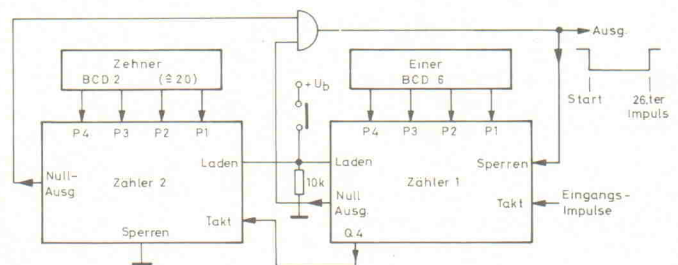 Ausg.
Zehner
BCD 2 (≙20)
Einer
BCD 6
+Ub
Start
26.ter
Impuls
P4 P3 P2 P1
P4 P3 P2 P1
Laden
Laden
Sperren
Null-
Ausg.
Zähler 2
10k
Null
Ausg.
Zähler 1
Takt
Eingangs-
Impulse
Takt
Sperren
Q4